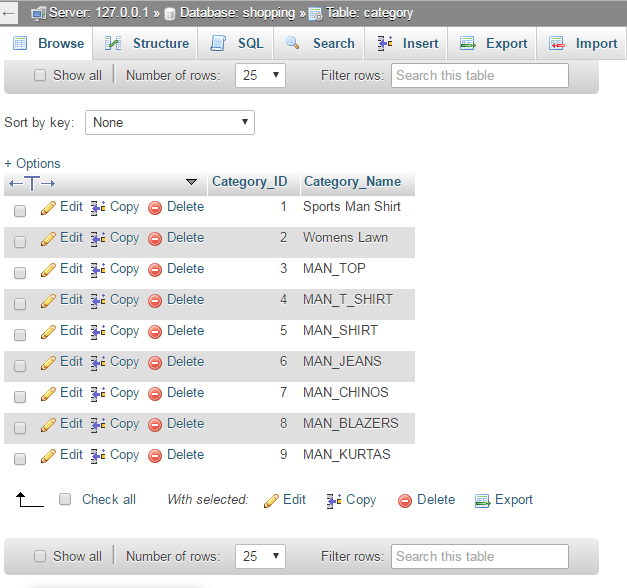 ← Server: 127.0.0.1 » Database: shopping » Table: category
Browse Structure SQL Search Insert Export Import
Show all Number of rows: 25 ▼ Filter rows: Search this table
Sort by key: None ▼
+ Options
←T→ ▼ Category_ID Category_Name
Edit Copy Delete 1 Sports Man Shirt
Edit Copy Delete 2 Womens Lawn
Edit Copy Delete 3 MAN_TOP
Edit Copy Delete 4 MAN_T_SHIRT
Edit Copy Delete 5 MAN_SHIRT
Edit Copy Delete 6 MAN_JEANS
Edit Copy Delete 7 MAN_CHINOS
Edit Copy Delete 8 MAN_BLAZERS
Edit Copy Delete 9 MAN_KURTAS
Check all With selected: Edit Copy Delete Export
Show all Number of rows: 25 ▼ Filter rows: Search this table